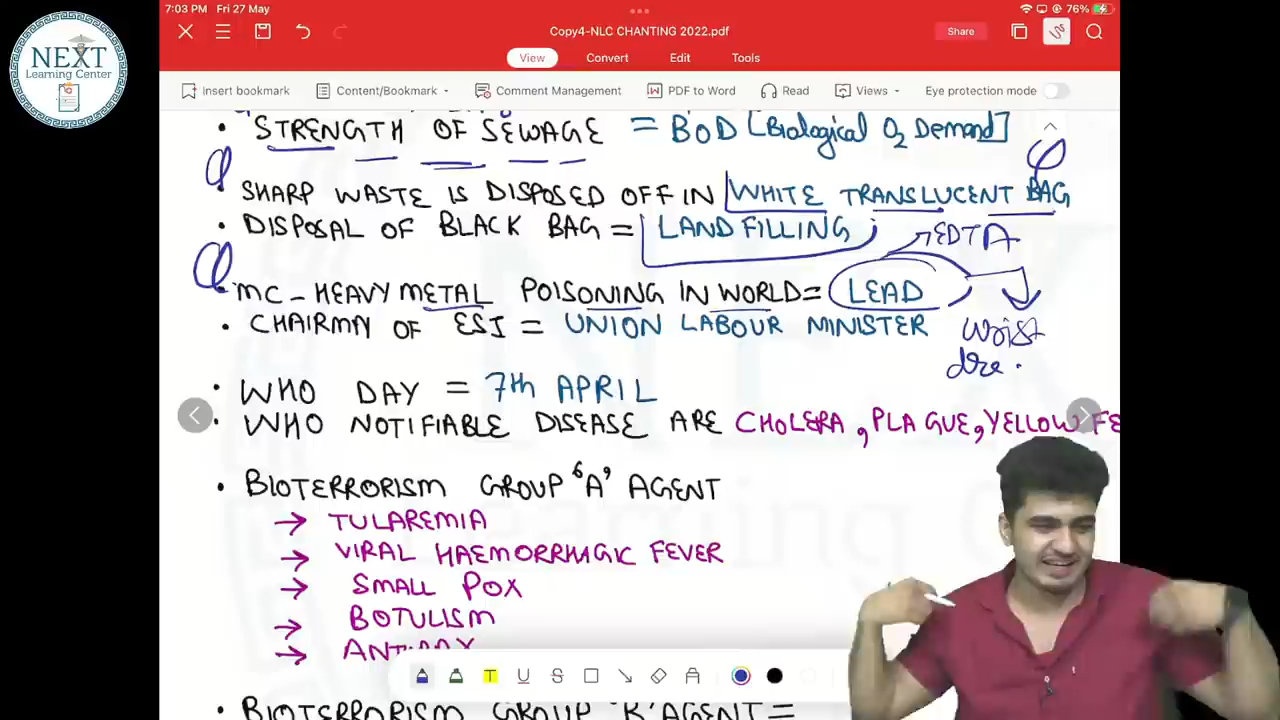 7:03 PM Fri 27 May
76%
NEXT
Learning Center
Copy4-NLC CHANTING 2022.pdf
Share
View Convert Edit Tools
Insert bookmark Content/Bookmark Comment Management PDF to Word Read Views Eye protection mode
• STRENGTH OF SEWAGE = BOD [Biological O2 Demand]
• SHARP WASTE IS DISPOSED OFF IN WHITE TRANSLUCENT BAG
• DISPOSAL OF BLACK BAG = LAND FILLING
EDTA
• MC - HEAVY METAL POISONING IN WORLD = LEAD
• CHAIRMAN OF ESI = UNION LABOUR MINISTER
wrist
• WHO DAY = 7th APRIL
• WHO NOTIFIABLE DISEASE ARE CHOLERA, PLAGUE, YELLOW FE
• BIOTERRORISM GROUP 'A' AGENT
→ TULAREMIA
→ VIRAL HAEMORRHAGIC FEVER
→ SMALL POX
→ BOTULISM
→
• BIOTERRORISM GROUP 'B' AGENT =